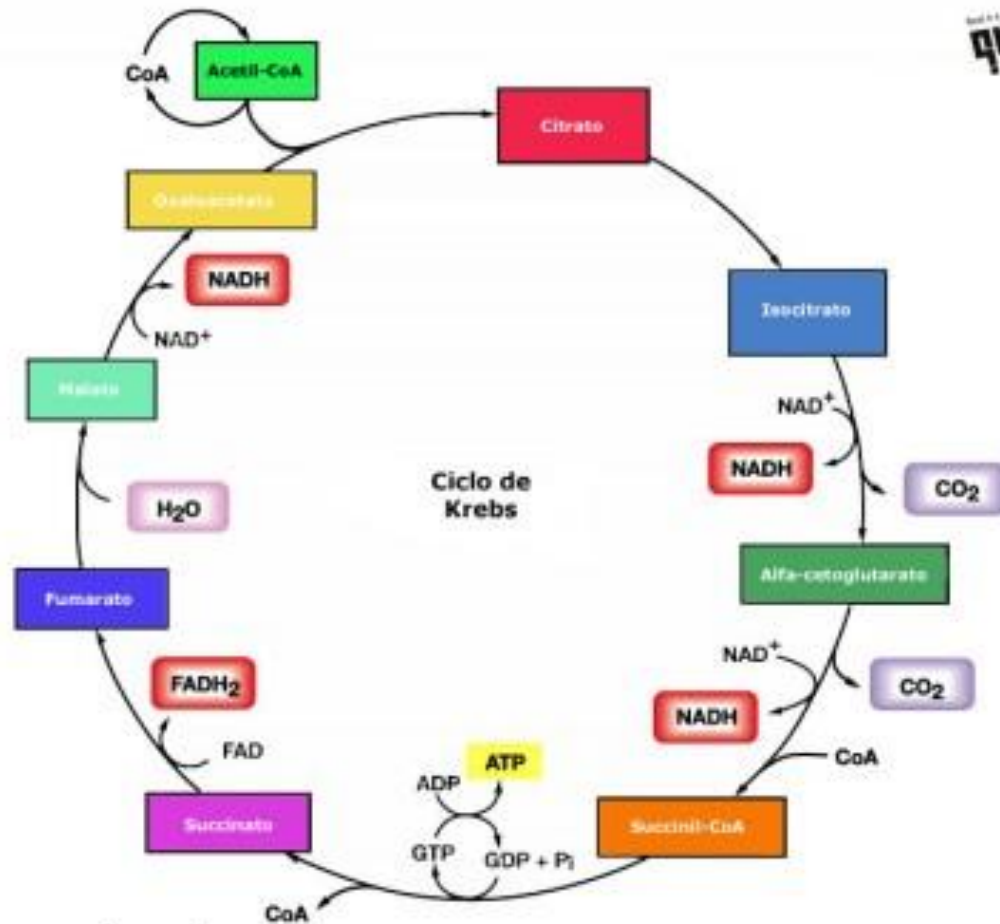 CoA
Acetil-CoA
Citrato
Oxaloacetato
NADH
NAD+
Isocitrato
Malato
NAD+
NADH
CO2
Ciclo de
Krebs
H2O
Alfa-cetoglutarato
Fumarato
NAD+
FADH2
CO2
NADH
FAD
ATP
CoA
ADP
Succinato
Succinil-CoA
GTP
GDP + Pi
CoA